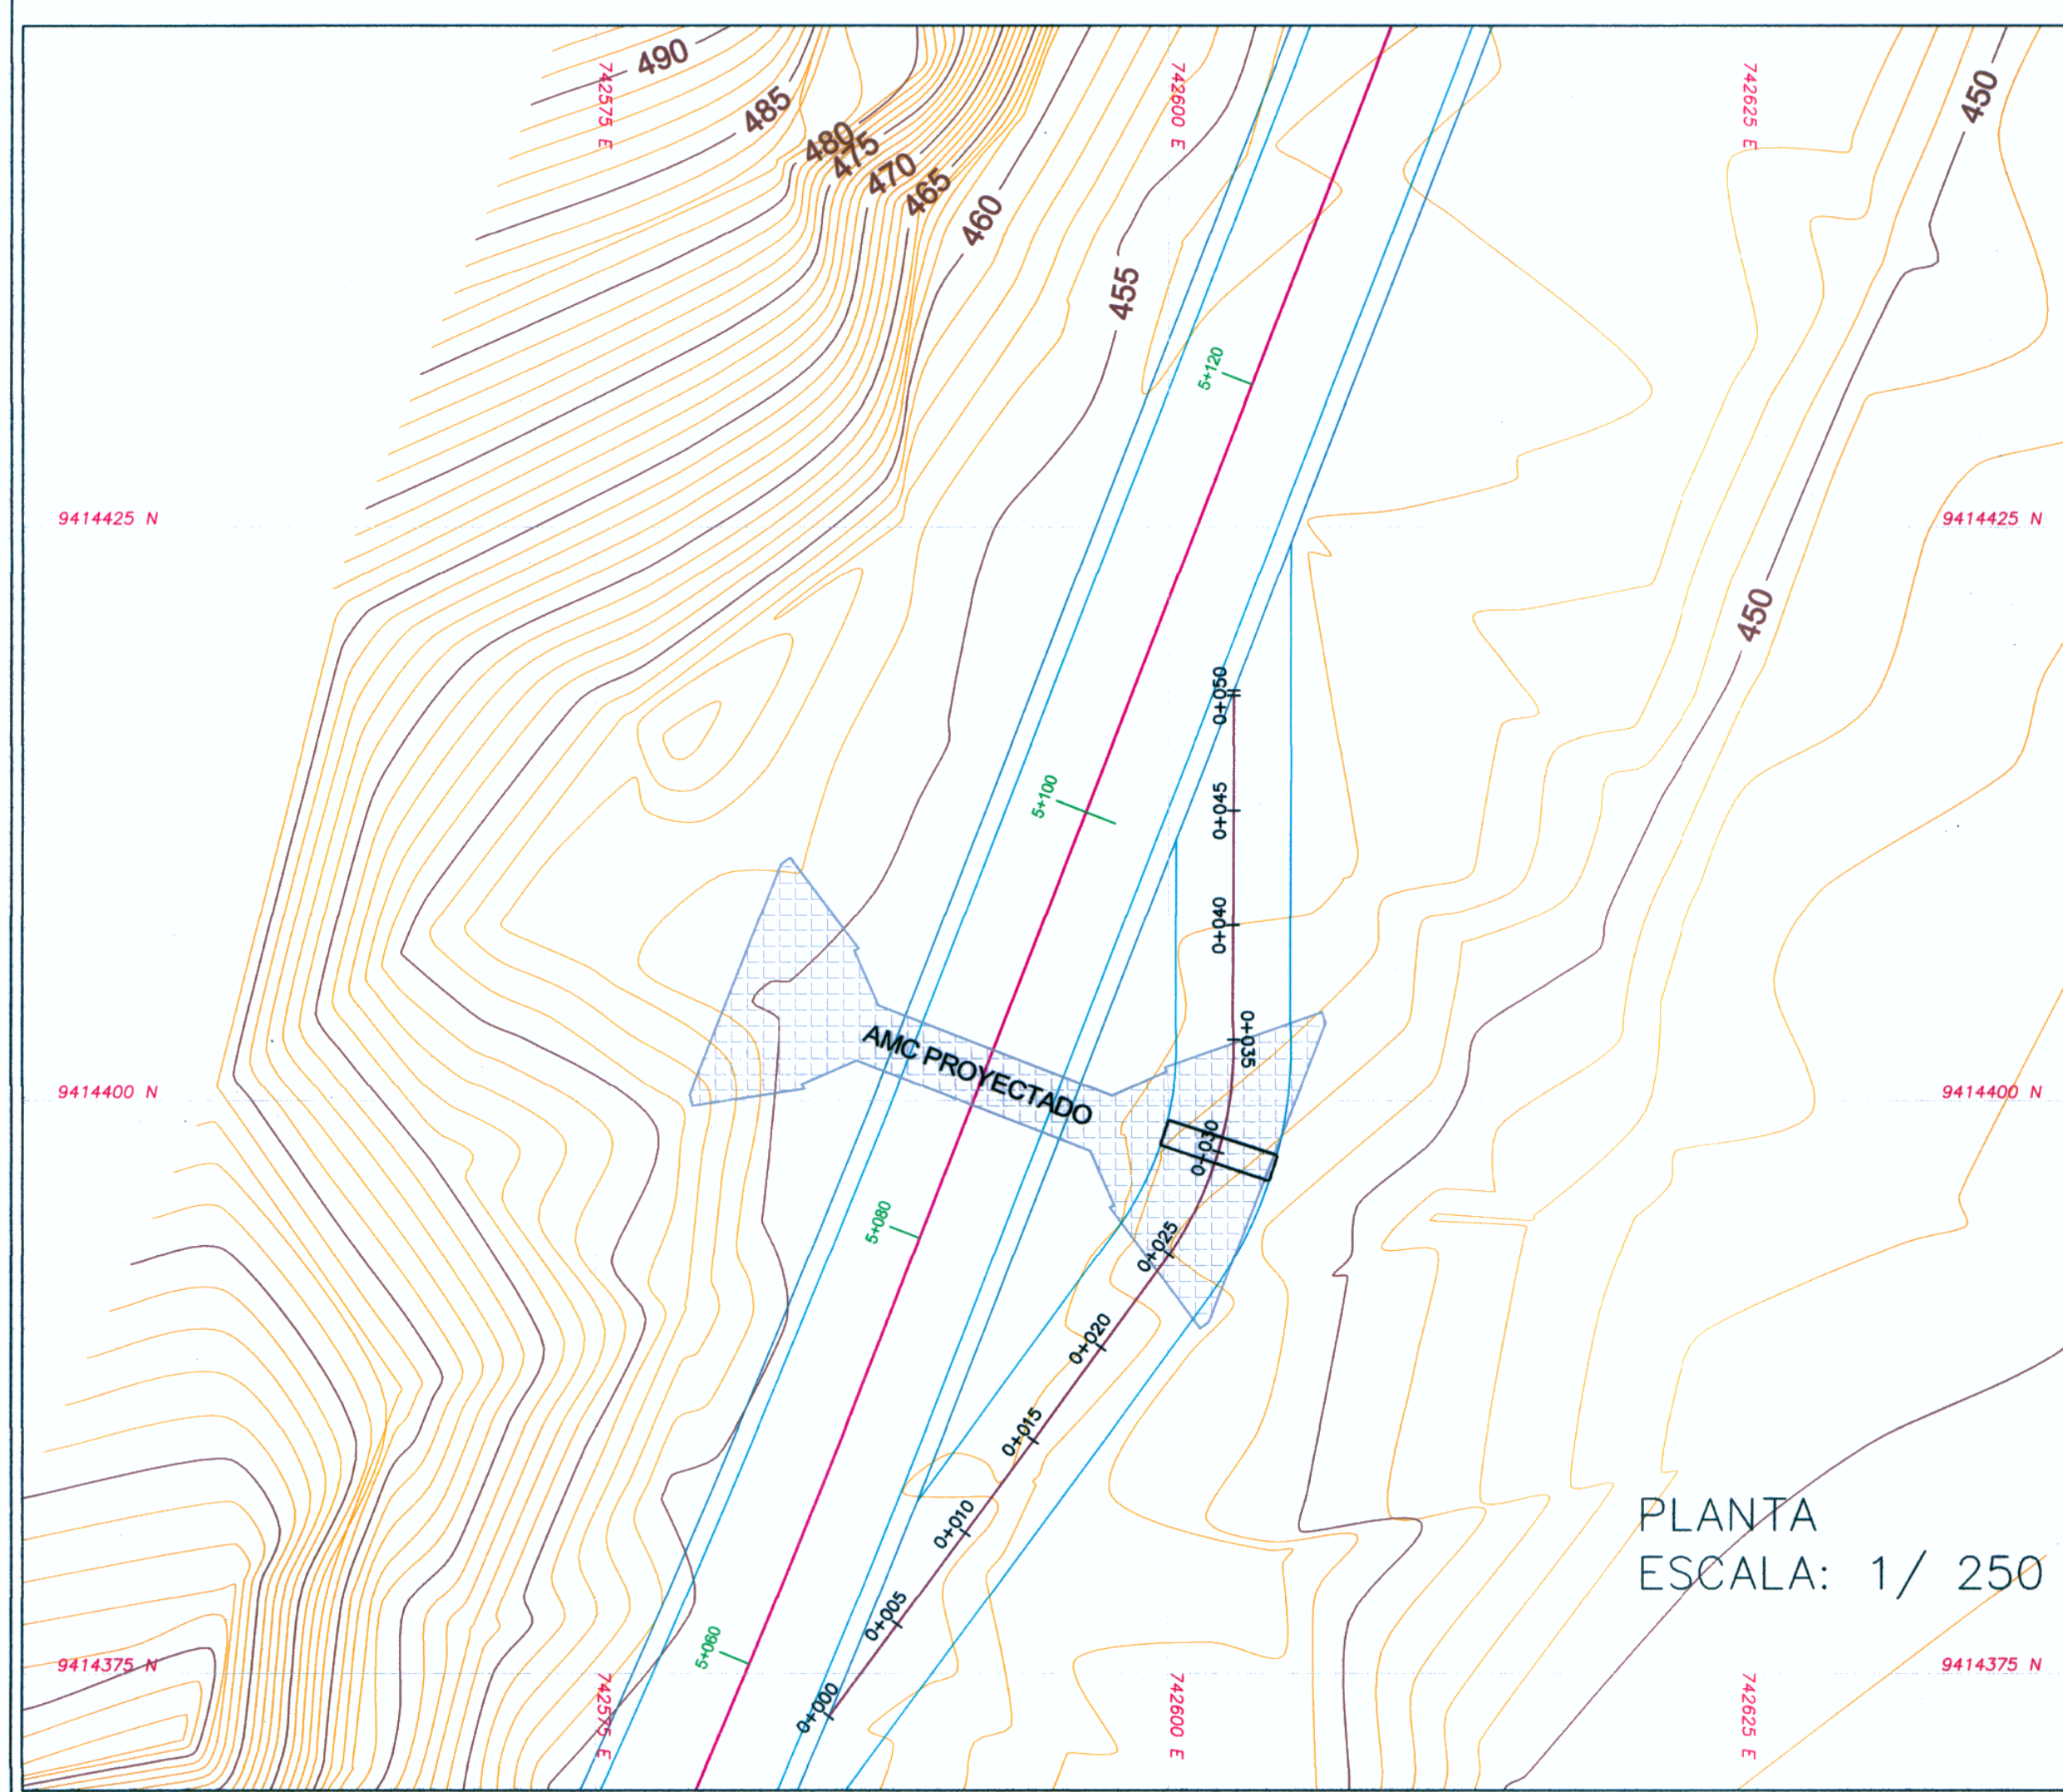 490
485
480
475
470
465
460
455
450
450
742575 E
742600 E
742625 E
5+120
9414425 N
9414425 N
0+050
5+100
0+045
0+040
0+035
AMC PROYECTADO
9414400 N
9414400 N
0+030
5+080
0+025
0+020
0+015
0+010
0+005
5+060
0+000
PLANTA
ESCALA: 1/ 250
9414375 N
9414375 N
742575 E
742600 E
742625 E